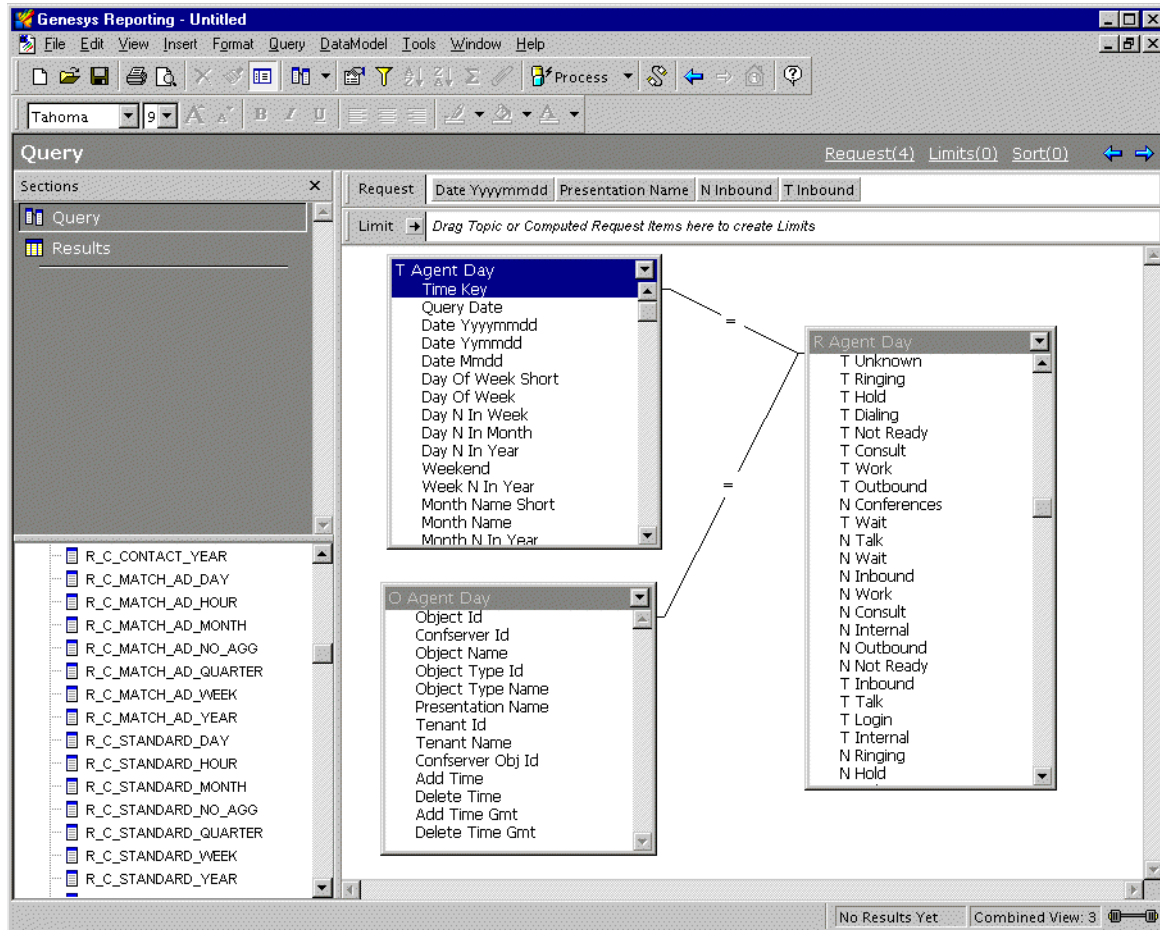 Genesys Reporting - Untitled
File Edit View Insert Format Query DataModel Tools Window Help
Process
Tahoma 9 A A B I U A
Query Request(4) Limits(0) Sort(0)
Sections
Query
Results
Request Date Yyyymmdd Presentation Name N Inbound T Inbound
Limit Drag Topic or Computed Request Items here to create Limits
T Agent Day
Time Key
Query Date
Date Yyyymmdd
Date Yymmdd
Date Mmdd
Day Of Week Short
Day Of Week
Day N In Week
Day N In Month
Day N In Year
Weekend
Week N In Year
Month Name Short
Month Name
Month N In Year
=
=
O Agent Day
Object Id
Confserver Id
Object Name
Object Type Id
Object Type Name
Presentation Name
Tenant Id
Tenant Name
Confserver Obj Id
Add Time
Delete Time
Add Time Gmt
Delete Time Gmt
R Agent Day
T Unknown
T Ringing
T Hold
T Dialing
T Not Ready
T Consult
T Work
T Outbound
N Conferences
T Wait
N Talk
N Wait
N Inbound
N Work
N Consult
N Internal
N Outbound
N Not Ready
T Inbound
T Talk
T Login
T Internal
N Ringing
N Hold
R_C_CONTACT_YEAR
R_C_MATCH_AD_DAY
R_C_MATCH_AD_HOUR
R_C_MATCH_AD_MONTH
R_C_MATCH_AD_NO_AGG
R_C_MATCH_AD_QUARTER
R_C_MATCH_AD_WEEK
R_C_MATCH_AD_YEAR
R_C_STANDARD_DAY
R_C_STANDARD_HOUR
R_C_STANDARD_MONTH
R_C_STANDARD_NO_AGG
R_C_STANDARD_QUARTER
R_C_STANDARD_WEEK
R_C_STANDARD_YEAR
No Results Yet Combined View: 3